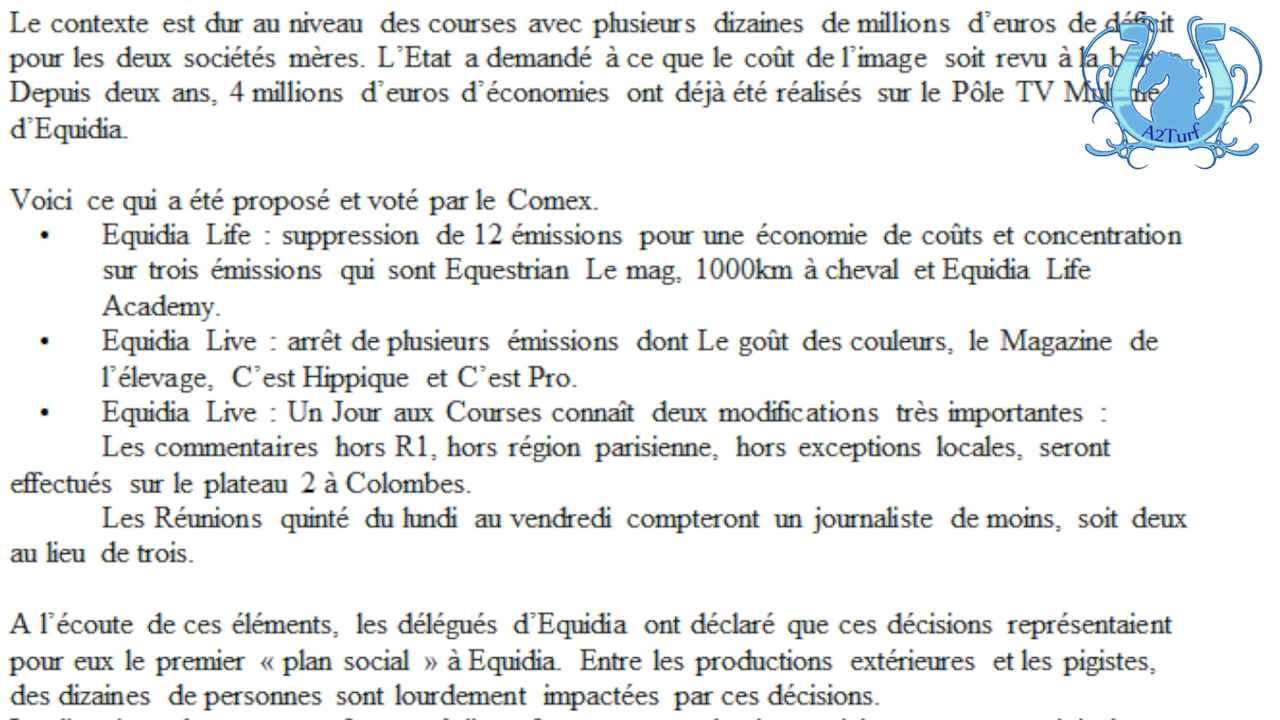 Le contexte est dur au niveau des courses avec plusieurs dizaines de millions d'euros de déficit
pour les deux sociétés mères. L'Etat a demandé à ce que le coût de l'image soit revu à la
Depuis deux ans, 4 millions d'euros d'économies ont déjà été réalisés sur le Pôle TV
d'Equidia.
A2Turf
Voici ce qui a été proposé et voté par le Comex.
• Equidia Life : suppression de 12 émissions pour une économie de coûts et concentration
sur trois émissions qui sont Equestrian Le mag, 1000km à cheval et Equidia Life
Academy.
• Equidia Live : arrêt de plusieurs émissions dont Le goût des couleurs, le Magazine de
l'élevage, C'est Hippique et C'est Pro.
• Equidia Live : Un Jour aux Courses connaît deux modifications très importantes :
Les commentaires hors R1, hors région parisienne, hors exceptions locales, seront
effectués sur le plateau 2 à Colombes.
Les Réunions quinté du lundi au vendredi compteront un journaliste de moins, soit deux
au lieu de trois.
A l'écoute de ces éléments, les délégués d'Equidia ont déclaré que ces décisions représentaient
pour eux le premier « plan social » à Equidia. Entre les productions extérieures et les pigistes,
des dizaines de personnes sont lourdement impactées par ces décisions.